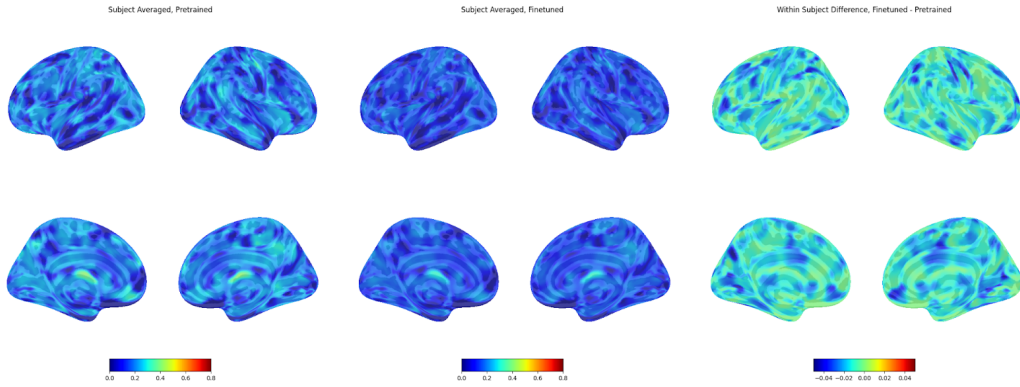 Subject Averaged, Pretrained
Subject Averaged, Finetuned
Within Subject Difference, Finetuned - Pretrained
0.0 0.2 0.4 0.6 0.8
0.0 0.2 0.4 0.6 0.8
−0.04 −0.02 0.00 0.02 0.04